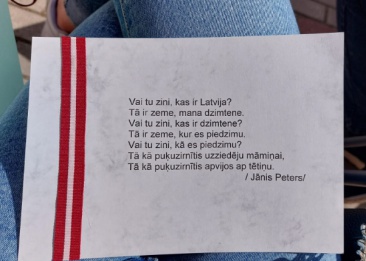 Vai tu zini, kas ir Latvija?
Tā ir zeme, mana dzimtene.
Vai tu zini, kas ir dzimtene?
Tā ir zeme, kur es piedzimu.
Vai tu zini, kā es piedzimu?
Tā kā puķuzirnītis uzziedēju māmiņai,
Tā kā puķuzirnītis apvijos ap tētiņu.
/ Jānis Peters/